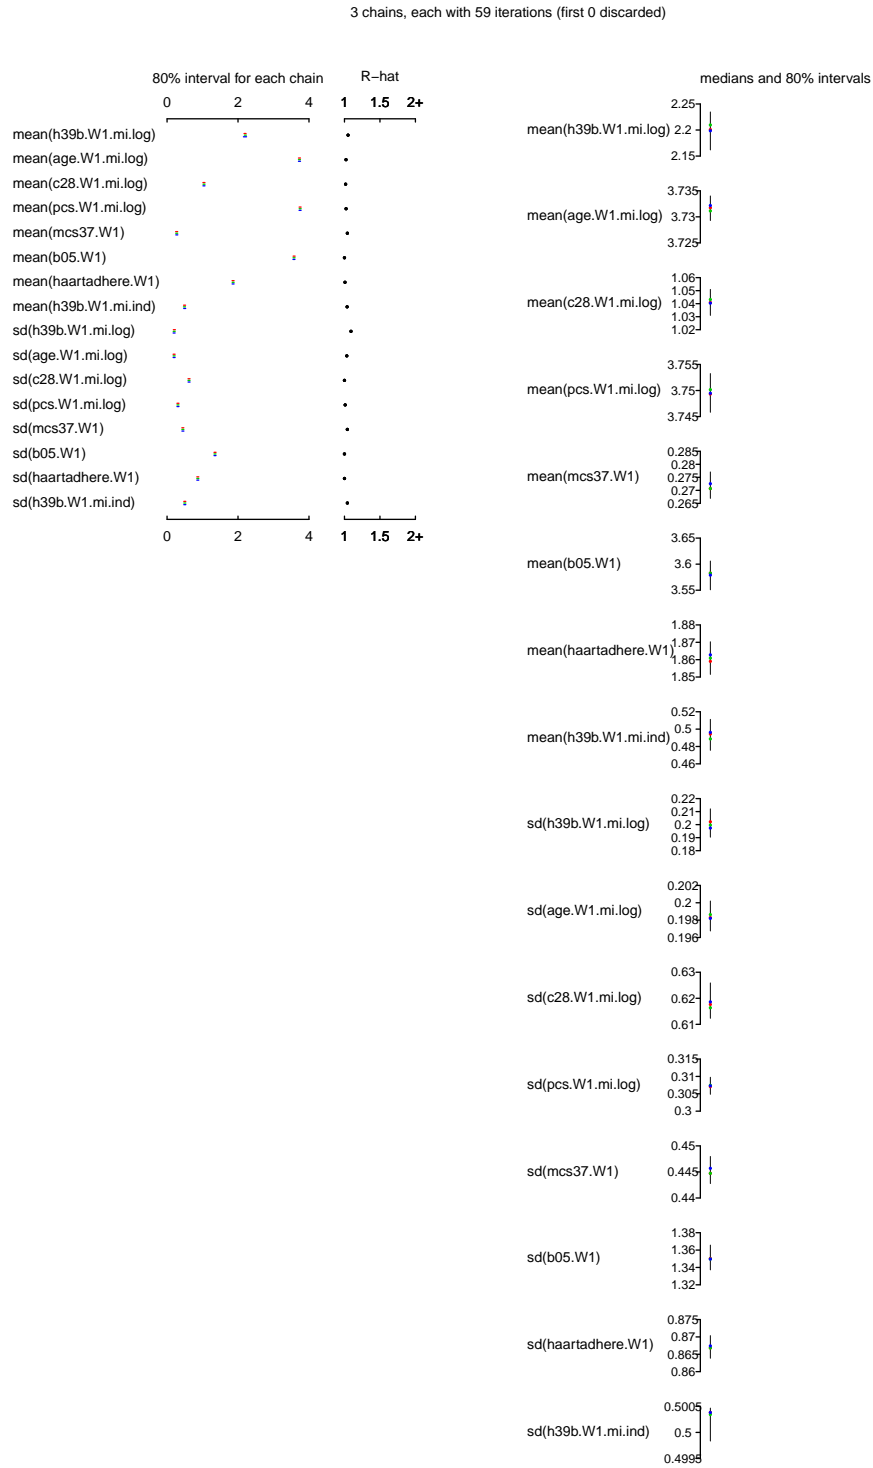 3 chains, each with 59 iterations (first 0 discarded)
80% interval for each chain R−hat
0 2 4 1 1.5 2+
mean(h39b.W1.mi.log)
mean(age.W1.mi.log)
mean(c28.W1.mi.log)
mean(pcs.W1.mi.log)
mean(mcs37.W1)
mean(b05.W1)
mean(haartadhere.W1)
mean(h39b.W1.mi.ind)
sd(h39b.W1.mi.log)
sd(age.W1.mi.log)
sd(c28.W1.mi.log)
sd(pcs.W1.mi.log)
sd(mcs37.W1)
sd(b05.W1)
sd(haartadhere.W1)
sd(h39b.W1.mi.ind)
0 2 4 1 1.5 2+
medians and 80% intervals
2.25
mean(h39b.W1.mi.log) 2.2
2.15
3.735
mean(age.W1.mi.log) 3.73
3.725
1.06
1.05
mean(c28.W1.mi.log) 1.04
1.03
1.02
3.755
mean(pcs.W1.mi.log) 3.75
3.745
0.285
0.28
mean(mcs37.W1) 0.275
0.27
0.265
3.65
mean(b05.W1) 3.6
3.55
1.88
1.87
mean(haartadhere.W1)
1.86
1.85
0.52
0.5
mean(h39b.W1.mi.ind)
0.48
0.46
0.22
0.21
sd(h39b.W1.mi.log) 0.2
0.19
0.18
0.202
0.2
sd(age.W1.mi.log)
0.198
0.196
0.63
sd(c28.W1.mi.log) 0.62
0.61
0.315
0.31
sd(pcs.W1.mi.log)
0.305
0.3
0.45
sd(mcs37.W1) 0.445
0.44
1.38
1.36
sd(b05.W1)
1.34
1.32
0.875
0.87
sd(haartadhere.W1)
0.865
0.86
0.5005
sd(h39b.W1.mi.ind) 0.5
0.4995